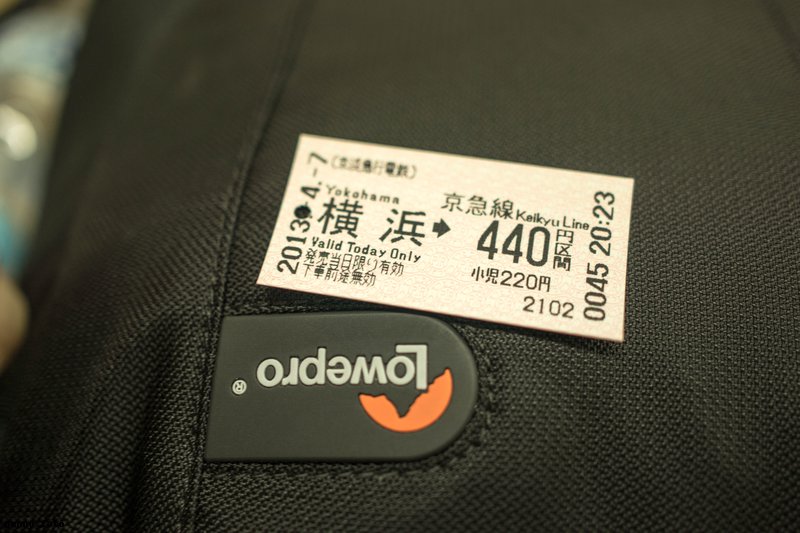 (京浜急行電鉄)
2013.-4.-7
Yokohama
横浜➡
Valid Today Only
発売当日限り有効
下車前途無効
京急線 Keikyu Line
440円区間
小児220円
2102
0045 20:23
Lowepro®